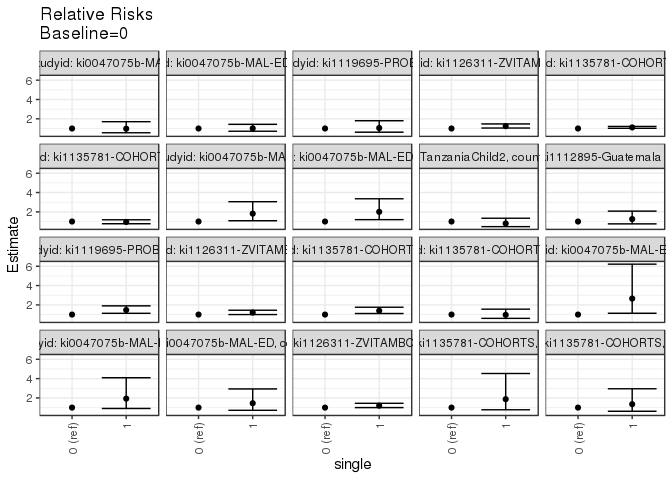 Relative Risks
Baseline=0
udyid: ki0047075b-MA
d: ki0047075b-MAL-ED
dyid: ki1119695-PROB
id: ki1126311-ZVITAM
d: ki1135781-COHORT
6
4
2
d: ki1135781-COHORT
udyid: ki0047075b-MA
: ki0047075b-MAL-ED
TanzaniaChild2, coun
i1112895-Guatemala
6
4
2
dyid: ki1119695-PROB
d: ki1126311-ZVITAMB
d: ki1135781-COHORT
d: ki1135781-COHORT
id: ki0047075b-MAL-E
6
4
2
yid: ki0047075b-MAL-
i0047075b-MAL-ED, c
ki1126311-ZVITAMBO
ki1135781-COHORTS,
ki1135781-COHORTS,
6
4
2
Estimate
0 (ref) 1 0 (ref) 1 0 (ref) 1 0 (ref) 1 0 (ref) 1
single